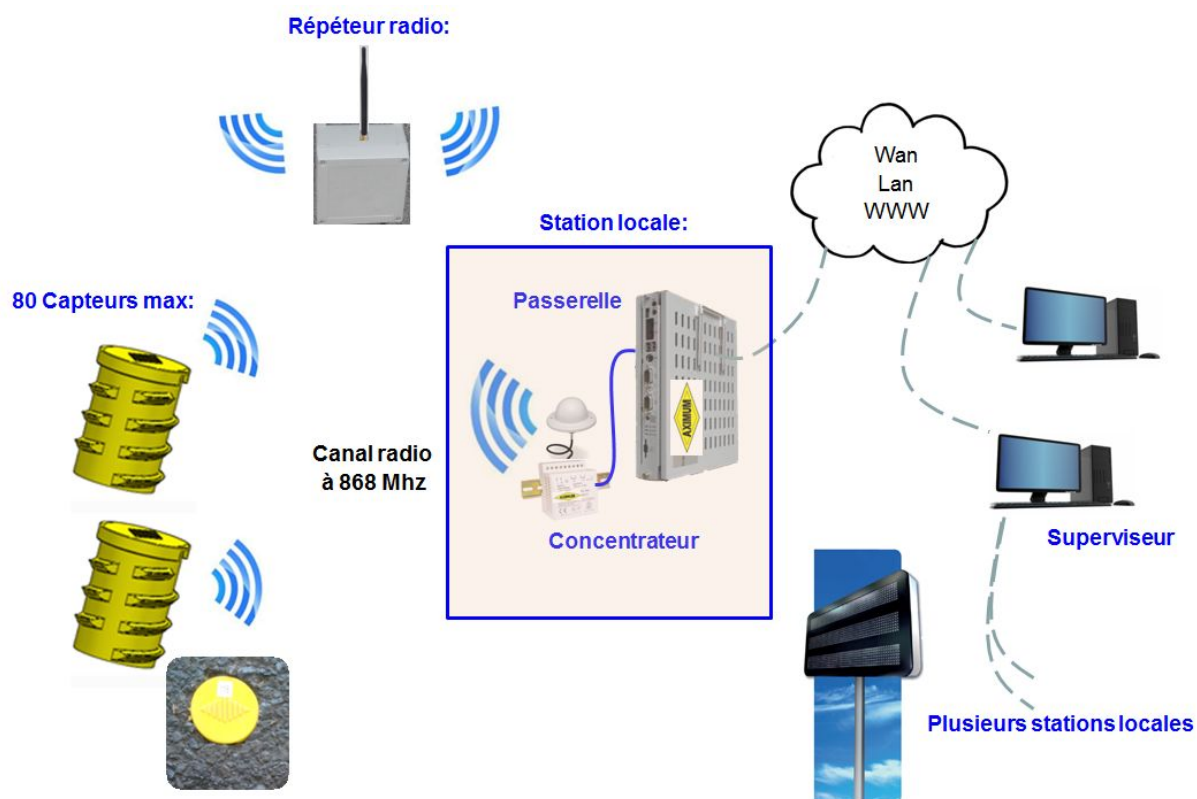 Répéteur radio:
Wan
Lan
WWW
Station locale:
80 Capteurs max:
Passerelle
AXIMUM
Canal radio
à 868 Mhz
Concentrateur
Superviseur
Plusieurs stations locales